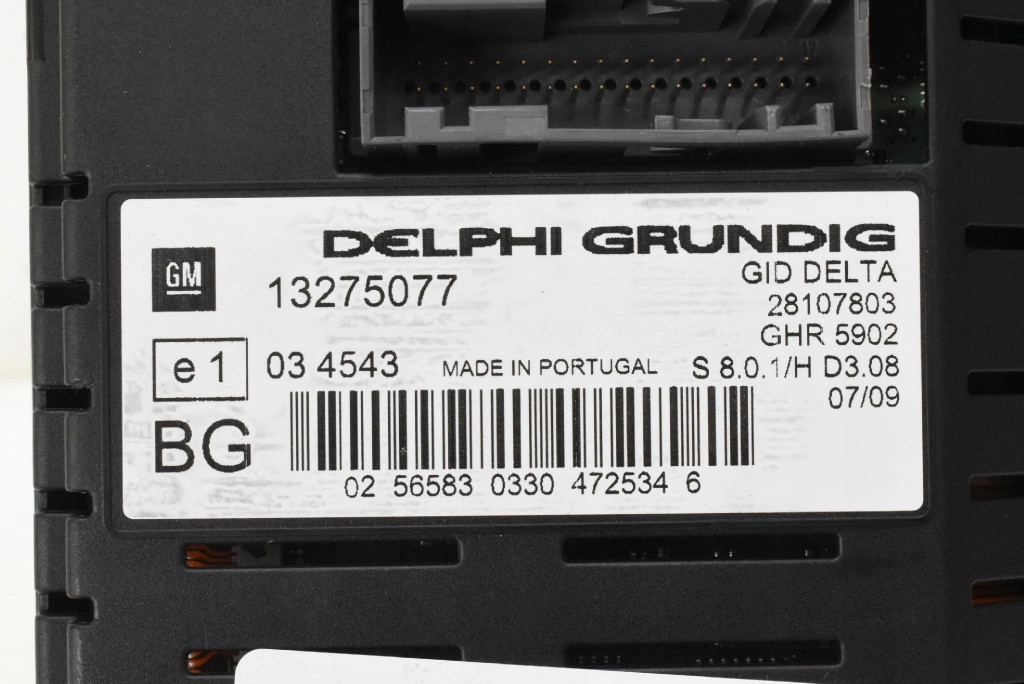 DELPHI GRUNDIG
GM
13275077
GID DELTA
28107803
GHR 5902
e1
03 4543
MADE IN PORTUGAL
S 8.0.1/H D3.08
07/09
BG
02 56583 0330 472534 6